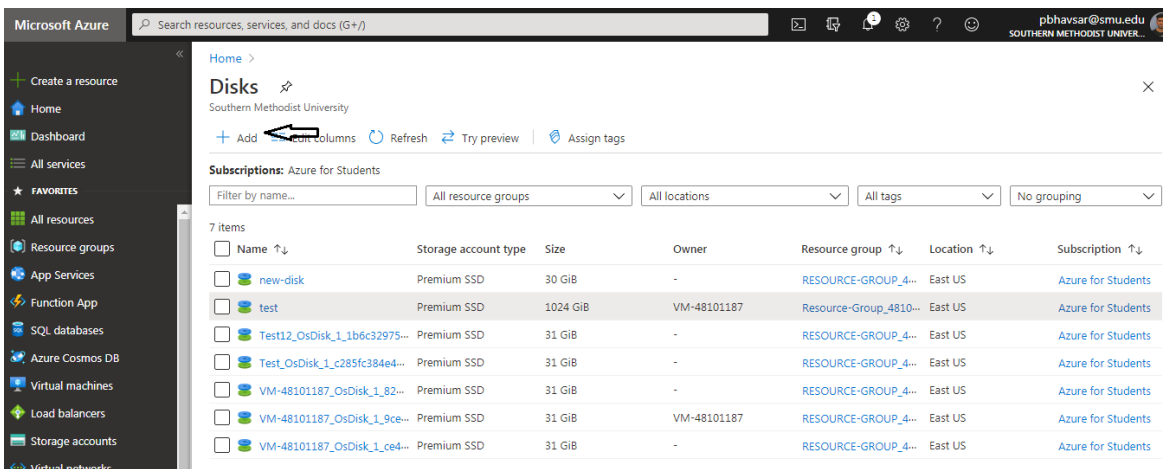 Microsoft Azure
Search resources, services, and docs (G+/)
1
pbhavsar@smu.edu
SOUTHERN METHODIST UNIVER...
Create a resource
Home
Dashboard
All services
FAVORITES
All resources
Resource groups
App Services
Function App
SQL databases
Azure Cosmos DB
Virtual machines
Load balancers
Storage accounts
Virtual networks
Home >
Disks
Southern Methodist University
Add Edit columns Refresh Try preview Assign tags
Subscriptions: Azure for Students
Filter by name... All resource groups All locations All tags No grouping
7 items
Name Storage account type Size Owner Resource group Location Subscription
new-disk Premium SSD 30 GiB - RESOURCE-GROUP_4... East US Azure for Students
test Premium SSD 1024 GiB VM-48101187 Resource-Group_4810... East US Azure for Students
Test12_OsDisk_1_1b6c32975... Premium SSD 31 GiB - RESOURCE-GROUP_4... East US Azure for Students
Test_OsDisk_1_c285fc384e4... Premium SSD 31 GiB - RESOURCE-GROUP_4... East US Azure for Students
VM-48101187_OsDisk_1_82... Premium SSD 31 GiB - RESOURCE-GROUP_4... East US Azure for Students
VM-48101187_OsDisk_1_9ce... Premium SSD 31 GiB VM-48101187 RESOURCE-GROUP_4... East US Azure for Students
VM-48101187_OsDisk_1_ce4... Premium SSD 31 GiB - RESOURCE-GROUP_4... East US Azure for Students